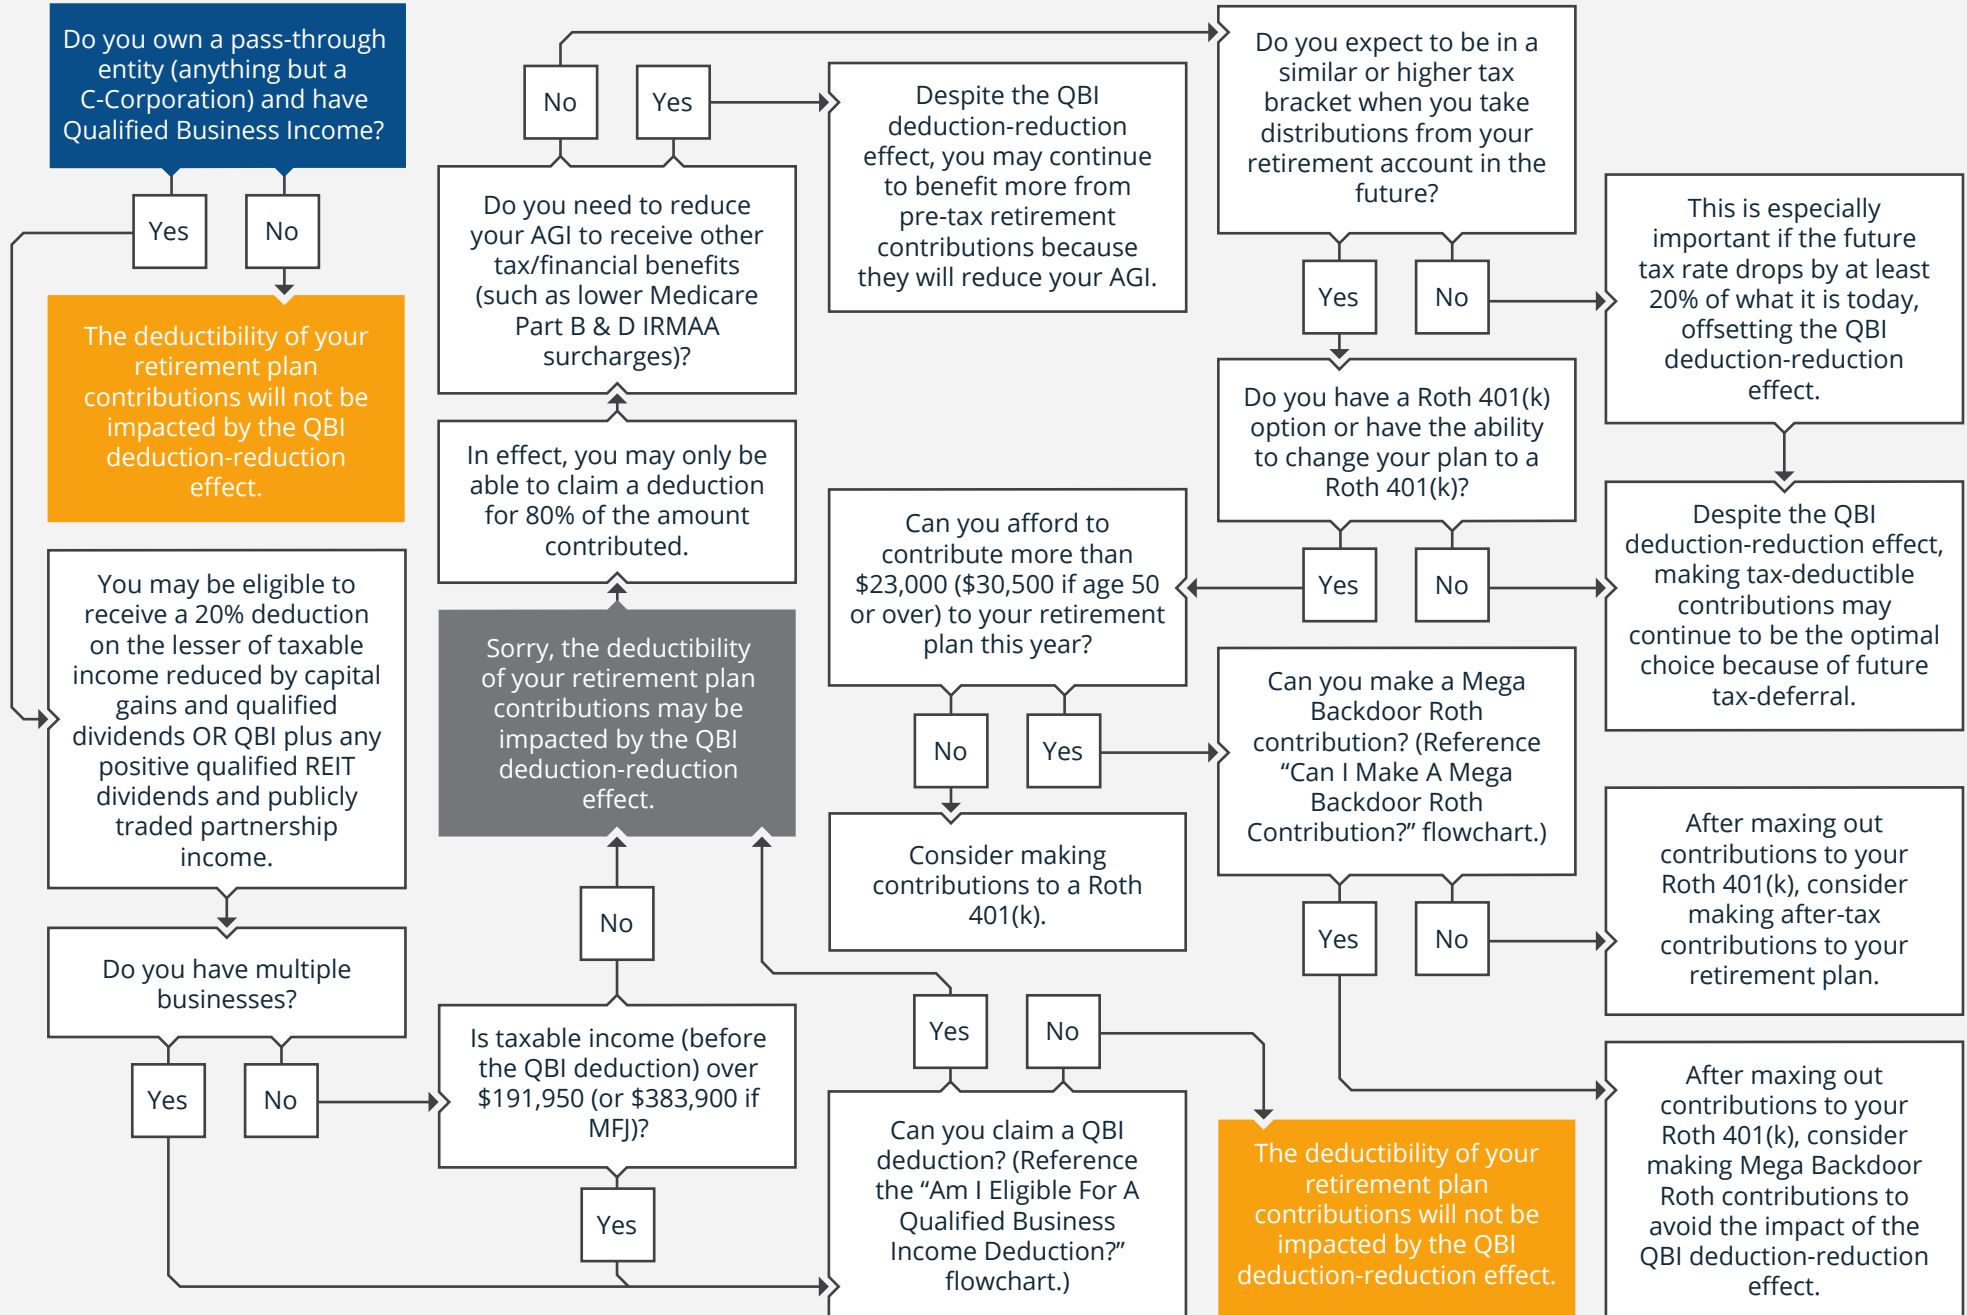 Do you own a pass-through
entity (anything but a
C-Corporation) and have
Qualified Business Income?
Yes
No
The deductibility of your
retirement plan
contributions will not be
impacted by the QBI
deduction-reduction
effect.
You may be eligible to
receive a 20% deduction
on the lesser of taxable
income reduced by capital
gains and qualified
dividends OR QBI plus any
positive qualified REIT
dividends and publicly
traded partnership
income.
Do you have multiple
businesses?
Yes
No
Is taxable income (before
the QBI deduction) over
$191,950 (or $383,900 if
MFJ)?
No
Yes
Sorry, the deductibility
of your retirement plan
contributions may be
impacted by the QBI
deduction-reduction
effect.
In effect, you may only be
able to claim a deduction
for 80% of the amount
contributed.
Do you need to reduce
your AGI to receive other
tax/financial benefits
(such as lower Medicare
Part B & D IRMAA
surcharges)?
No
Yes
Despite the QBI
deduction-reduction
effect, you may continue
to benefit more from
pre-tax retirement
contributions because
they will reduce your AGI.
Can you afford to
contribute more than
$23,000 ($30,500 if age 50
or over) to your retirement
plan this year?
No
Yes
Consider making
contributions to a Roth
401(k).
Yes
No
Can you claim a QBI
deduction? (Reference
the “Am I Eligible For A
Qualified Business
Income Deduction?”
flowchart.)
Do you expect to be in a
similar or higher tax
bracket when you take
distributions from your
retirement account in the
future?
Yes
No
Do you have a Roth 401(k)
option or have the ability
to change your plan to a
Roth 401(k)?
Yes
No
Can you make a Mega
Backdoor Roth
contribution? (Reference
“Can I Make A Mega
Backdoor Roth
Contribution?” flowchart.)
Yes
No
The deductibility of your
retirement plan
contributions will not be
impacted by the QBI
deduction-reduction effect.
This is especially
important if the future
tax rate drops by at least
20% of what it is today,
offsetting the QBI
deduction-reduction
effect.
Despite the QBI
deduction-reduction effect,
making tax-deductible
contributions may
continue to be the optimal
choice because of future
tax-deferral.
After maxing out
contributions to your
Roth 401(k), consider
making after-tax
contributions to your
retirement plan.
After maxing out
contributions to your
Roth 401(k), consider
making Mega Backdoor
Roth contributions to
avoid the impact of the
QBI deduction-reduction
effect.